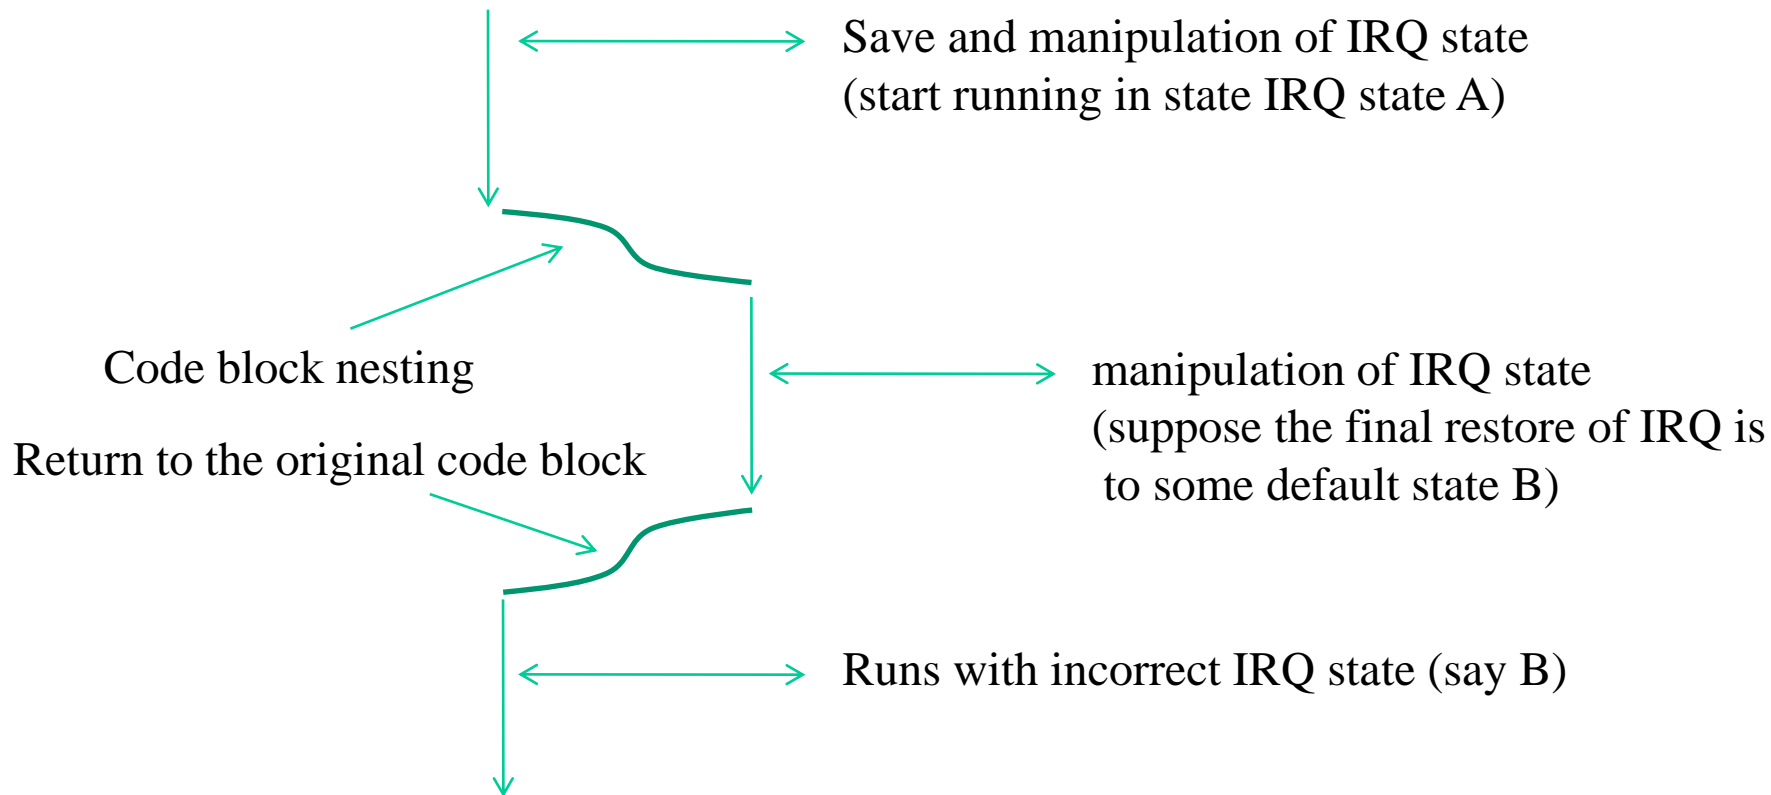 Save and manipulation of IRQ state
(start running in state IRQ state A)
Code block nesting
manipulation of IRQ state
(suppose the final restore of IRQ is
to some default state B)
Return to the original code block
Runs with incorrect IRQ state (say B)